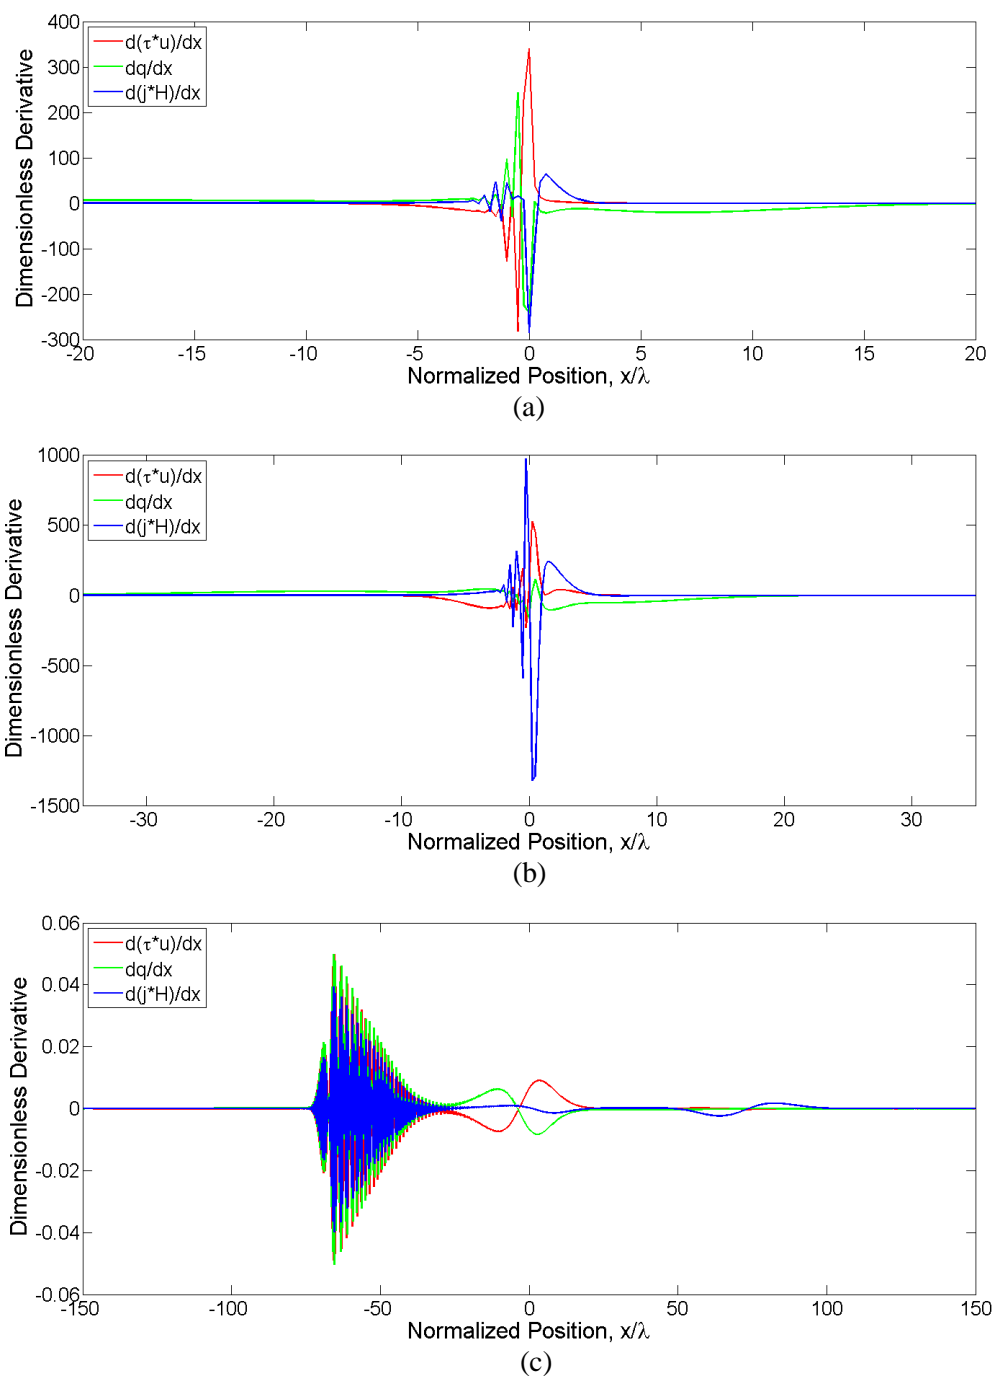 400
300
200
100
0
-100
-200
-300
Dimensionless Derivative
d(τ*u)/dx
dq/dx
d(j*H)/dx
-20 -15 -10 -5 0 5 10 15 20
Normalized Position, x/λ
(a)
1000
500
0
-500
-1000
-1500
Dimensionless Derivative
d(τ*u)/dx
dq/dx
d(j*H)/dx
-30 -20 -10 0 10 20 30
Normalized Position, x/λ
(b)
0.06
0.04
0.02
0
-0.02
-0.04
-0.06
Dimensionless Derivative
d(τ*u)/dx
dq/dx
d(j*H)/dx
-150 -100 -50 0 50 100 150
Normalized Position, x/λ
(c)